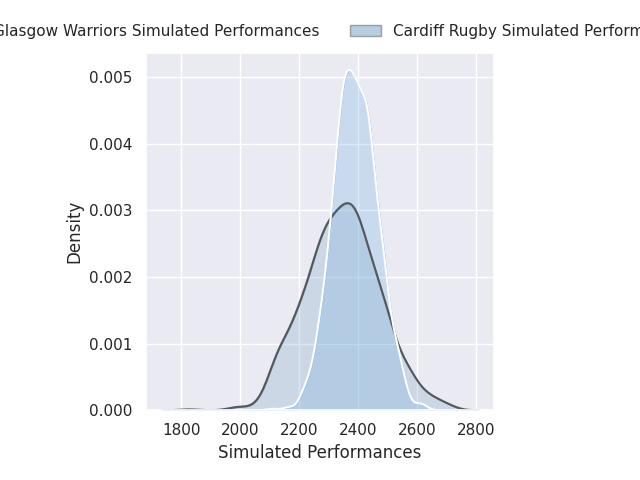 Glasgow Warriors Simulated Performances Cardiff Rugby Simulated Perform
0.005
0.004
0.003
0.002
0.001
0.000
Density
1800 2000 2200 2400 2600 2800
Simulated Performances